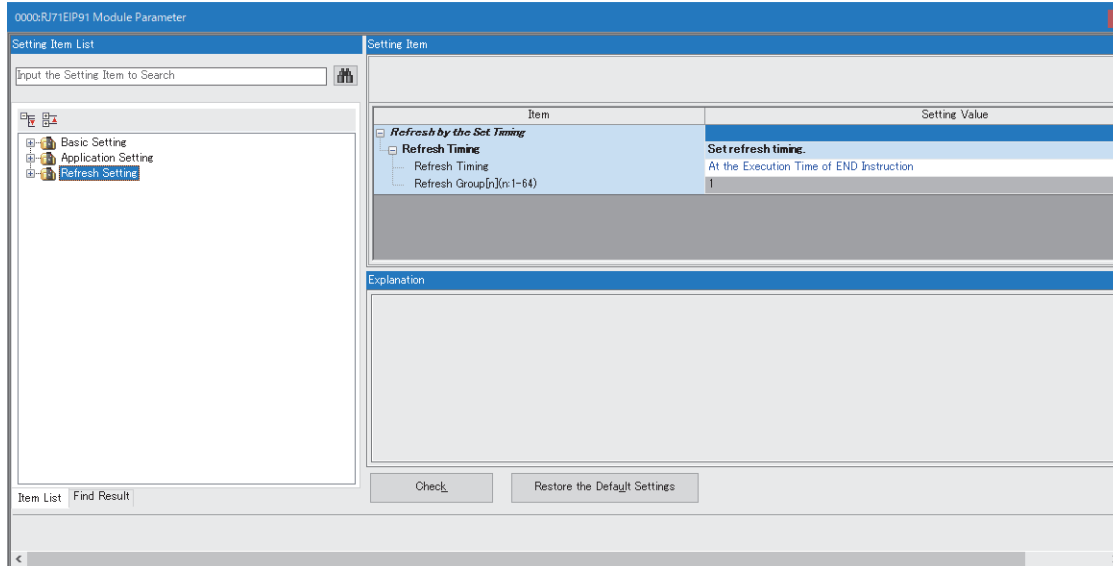 0000:RJ71EIP91 Module Parameter
Setting Item List
Input the Setting Item to Search
Basic Setting
Application Setting
Refresh Setting
Item List Find Result
Setting Item
Item Setting Value
Refresh by the Set Timing
Refresh Timing Set refresh timing.
Refresh Timing At the Execution Time of END Instruction
Refresh Group[n](n:1-64) 1
Explanation
Check Restore the Default Settings